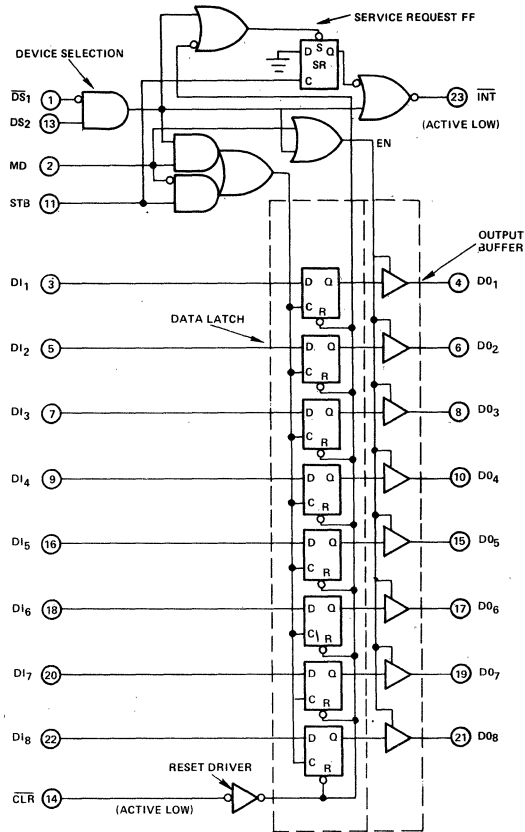 SERVICE REQUEST FF
DEVICE SELECTION
S
D Q
SR
C
DS1 1
DS2 13
23 INT
(ACTIVE LOW)
EN
MD 2
STB 11
OUTPUT
BUFFER
DI1 3 D Q C R 4 DO1
DATA LATCH
DI2 5 D Q C R 6 DO2
DI3 7 D Q C R 8 DO3
DI4 9 D Q C R 10 DO4
DI5 16 D Q C R 15 DO5
DI6 18 D Q C R 17 DO6
DI7 20 D Q C R 19 DO7
DI8 22 D Q C R 21 DO8
RESET DRIVER
CLR 14
(ACTIVE LOW)